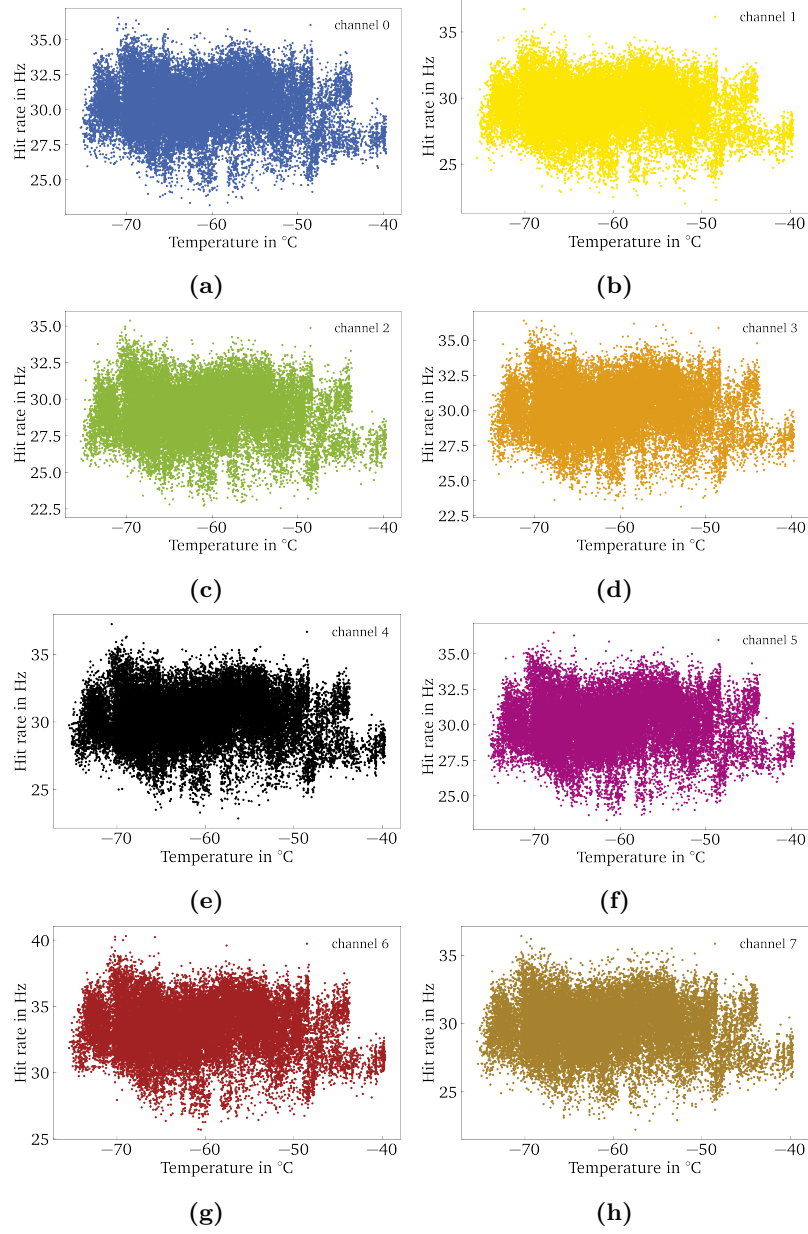 channel 0
35.0
32.5
30.0
27.5
25.0
Hit rate in Hz
−70 −60 −50 −40
Temperature in °C
(a)
channel 1
35
30
25
Hit rate in Hz
−70 −60 −50 −40
Temperature in °C
(b)
channel 2
35.0
32.5
30.0
27.5
25.0
22.5
Hit rate in Hz
−70 −60 −50 −40
Temperature in °C
(c)
channel 3
35.0
32.5
30.0
27.5
25.0
22.5
Hit rate in Hz
−70 −60 −50 −40
Temperature in °C
(d)
channel 4
35
30
25
Hit rate in Hz
−70 −60 −50 −40
Temperature in °C
(e)
channel 5
35.0
32.5
30.0
27.5
25.0
Hit rate in Hz
−70 −60 −50 −40
Temperature in °C
(f)
channel 6
40
35
30
25
Hit rate in Hz
−70 −60 −50 −40
Temperature in °C
(g)
channel 7
35
30
25
Hit rate in Hz
−70 −60 −50 −40
Temperature in °C
(h)